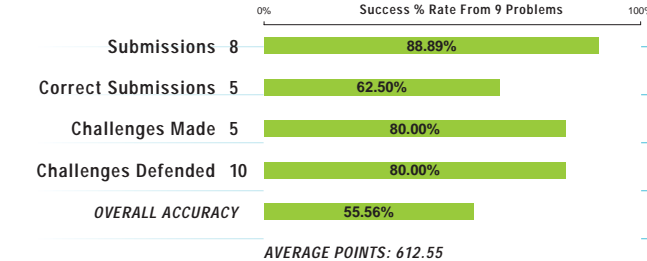 0% Success % Rate From 9 Problems 100%
Submissions 8 88.89%
Correct Submissions 5 62.50%
Challenges Made 5 80.00%
Challenges Defended 10 80.00%
OVERALL ACCURACY 55.56%
AVERAGE POINTS: 612.55